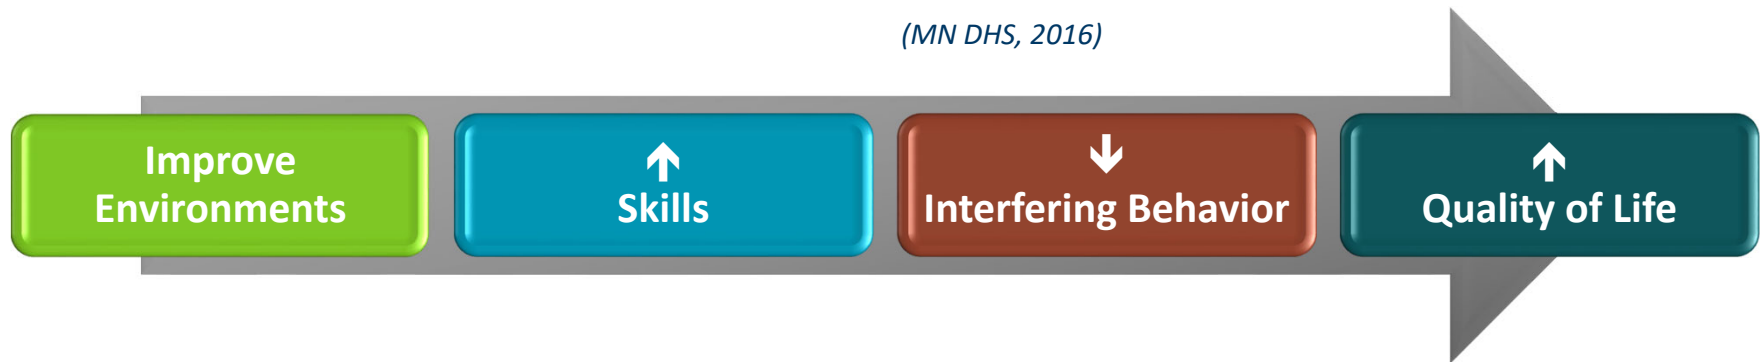 (MN DHS, 2016)
Improve
Environments
↑
Skills
↓
Interfering Behavior
↑
Quality of Life